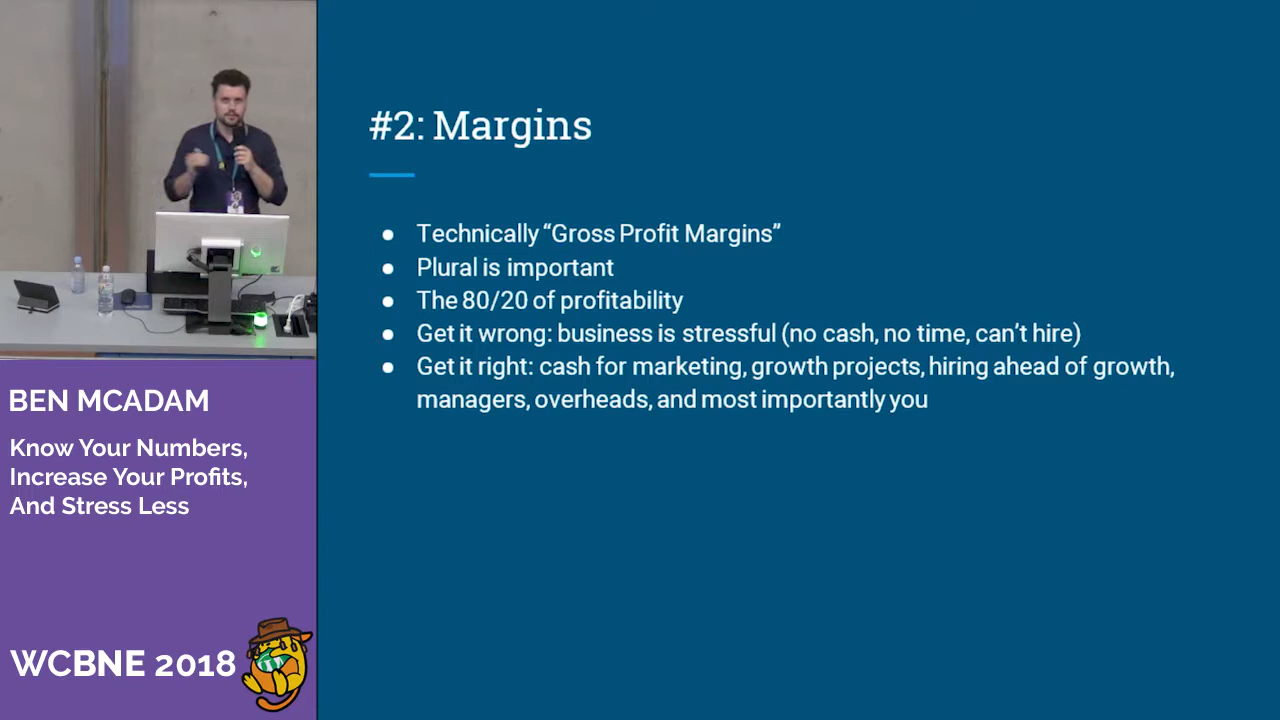 #2: Margins
● Technically “Gross Profit Margins”
● Plural is important
● The 80/20 of profitability
● Get it wrong: business is stressful (no cash, no time, can’t hire)
● Get it right: cash for marketing, growth projects, hiring ahead of growth,
managers, overheads, and most importantly you
BEN MCADAM
Know Your Numbers,
Increase Your Profits,
And Stress Less
WCBNE 2018